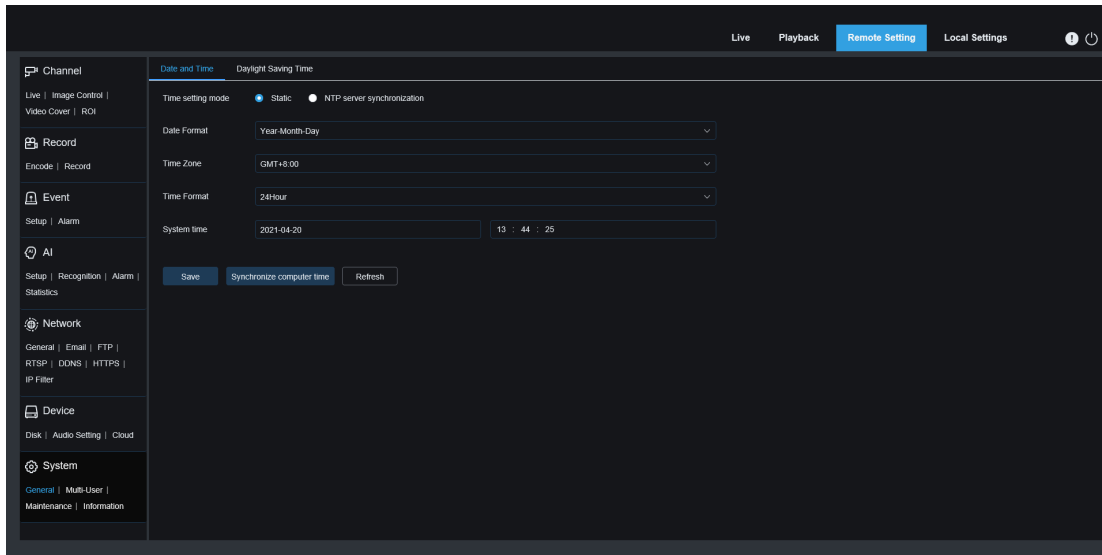 Live Playback Remote Setting Local Settings
Channel
Live | Image Control |
Video Cover | ROI
Record
Encode | Record
Event
Setup | Alarm
AI
Setup | Recognition | Alarm |
Statistics
Network
General | Email | FTP |
RTSP | DDNS | HTTPS |
IP Filter
Device
Disk | Audio Setting | Cloud
System
General | Multi-User |
Maintenance | Information
Date and Time Daylight Saving Time
Time setting mode Static NTP server synchronization
Date Format Year-Month-Day
Time Zone GMT+8:00
Time Format 24Hour
System time 2021-04-20 13 : 44 : 25
Save Synchronize computer time Refresh